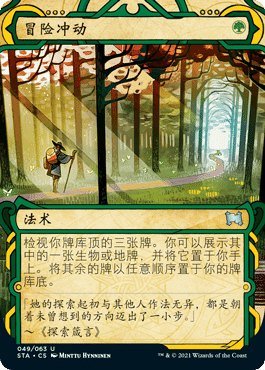 冒险冲动
法术
检视你牌库顶的三张牌。你可以展示其
中的一张生物或地牌，并将它置于你手
上。将其余的牌以任意顺序置于你的牌
库底。
「她的探索起初与其他人作法无异，都是朝
着未曾想到的方向迈出了一小步。」
～《探索箴言》
049/063 U
STA • CS MINTTU HYNNINEN
™ & © 2021 Wizards of the Coast